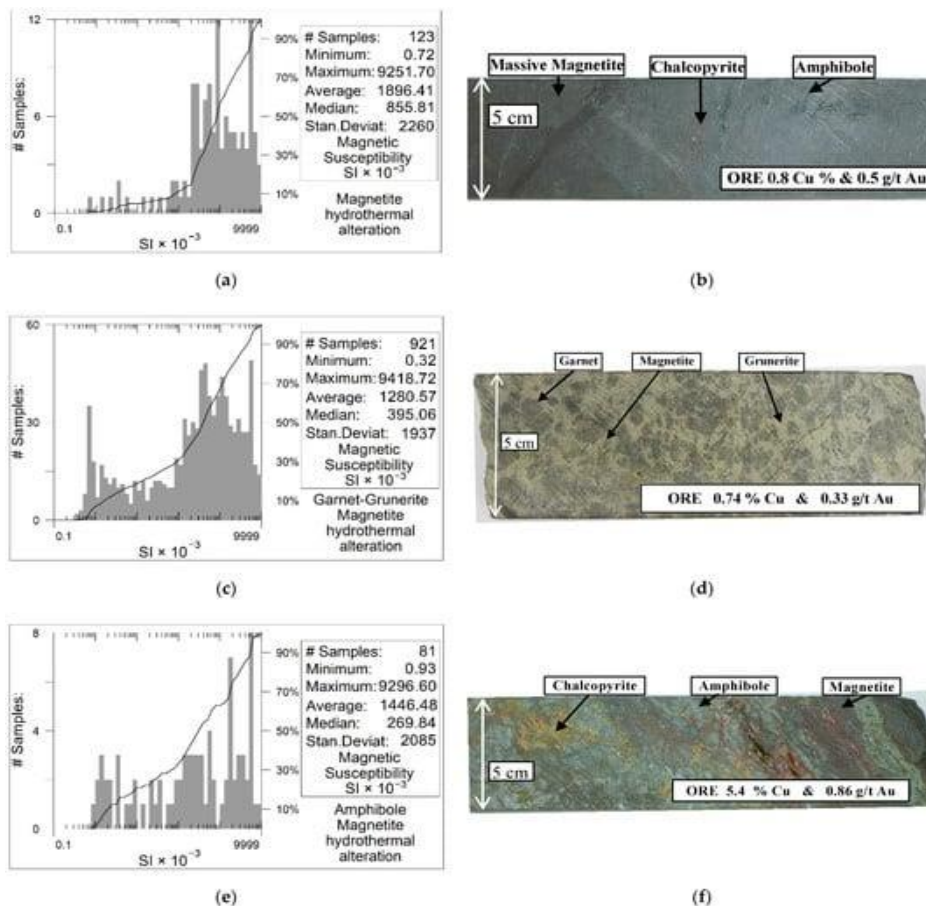 12
90%
# Samples:
70%
6
50%
30%
10%
0
0.1
9999
SI × 10⁻³
# Samples: 123
Minimum: 0.72
Maximum: 9251.70
Average: 1896.41
Median: 855.81
Stan.Deviat: 2260
Magnetic
Susceptibility
SI × 10⁻³
Magnetite
hydrothermal
alteration
Massive Magnetite
Chalcopyrite
Amphibole
5 cm
ORE 0.8 Cu % & 0.5 g/t Au
(a)
(b)
60
90%
# Samples:
70%
30
50%
30%
10%
0
0.1
9999
SI × 10⁻³
# Samples: 921
Minimum: 0.32
Maximum: 9418.72
Average: 1280.57
Median: 395.06
Stan.Deviat: 1937
Magnetic
Susceptibility
SI × 10⁻³
Garnet-Grunerite
Magnetite
hydrothermal
alteration
Garnet
Magnetite
Grunerite
5 cm
ORE 0.74 % Cu & 0.33 g/t Au
(c)
(d)
8
90%
# Samples:
70%
4
50%
30%
10%
0
0.1
9999
SI × 10⁻³
# Samples: 81
Minimum: 0.93
Maximum: 9296.60
Average: 1446.48
Median: 269.84
Stan.Deviat: 2085
Magnetic
Susceptibility
SI × 10⁻³
Amphibole
Magnetite
hydrothermal
alteration
Chalcopyrite
Amphibole
Magnetite
5 cm
ORE 5.4 % Cu & 0.86 g/t Au
(e)
(f)